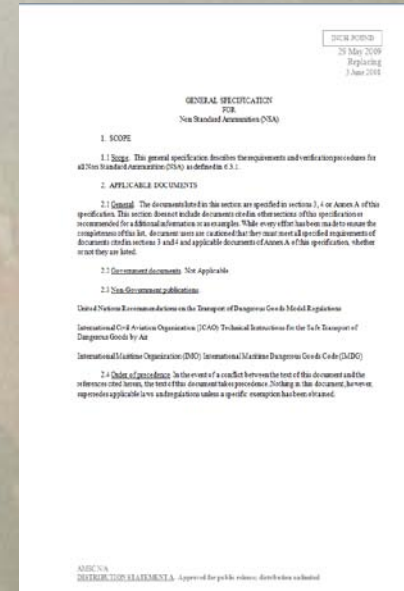 INCH POUND
29 May 2009
Replacing
3 June 2008
GENERAL SPECIFICATION
FOR
Non Standard Ammunition (NSA)
1. SCOPE
1.1 Scope. This general specification describes the requirements and verification procedures for
all Non Standard Ammunition (NSA) as defined in 6.3.1.
2. APPLICABLE DOCUMENTS
2.1 General. The documents listed in this section are specified in sections 3, 4 or Annex A of this
specification. This section does not include documents cited in other sections of this specification or
recommended for additional information or as examples. While every effort has been made to ensure the
completeness of this list, document users are cautioned that they must meet all specified requirements of
documents cited in sections 3 and 4 and applicable documents of Annex A of this specification, whether
or not they are listed.
2.2 Government documents. Not Applicable
2.3 Non-Government publications.
United Nations Recommendations on the Transport of Dangerous Goods Model Regulations
International Civil Aviation Organization (ICAO) Technical Instructions for the Safe Transport of
Dangerous Goods by Air
International Maritime Organization (IMO) International Maritime Dangerous Goods Code (IMDG)
2.4 Order of precedence. In the event of a conflict between the text of this document and the
references cited herein, the text of this document takes precedence. Nothing in this document, however,
supersedes applicable laws and regulations unless a specific exemption has been obtained.
AMSC N/A
DISTRIBUTION STATEMENT A. Approved for public release; distribution unlimited